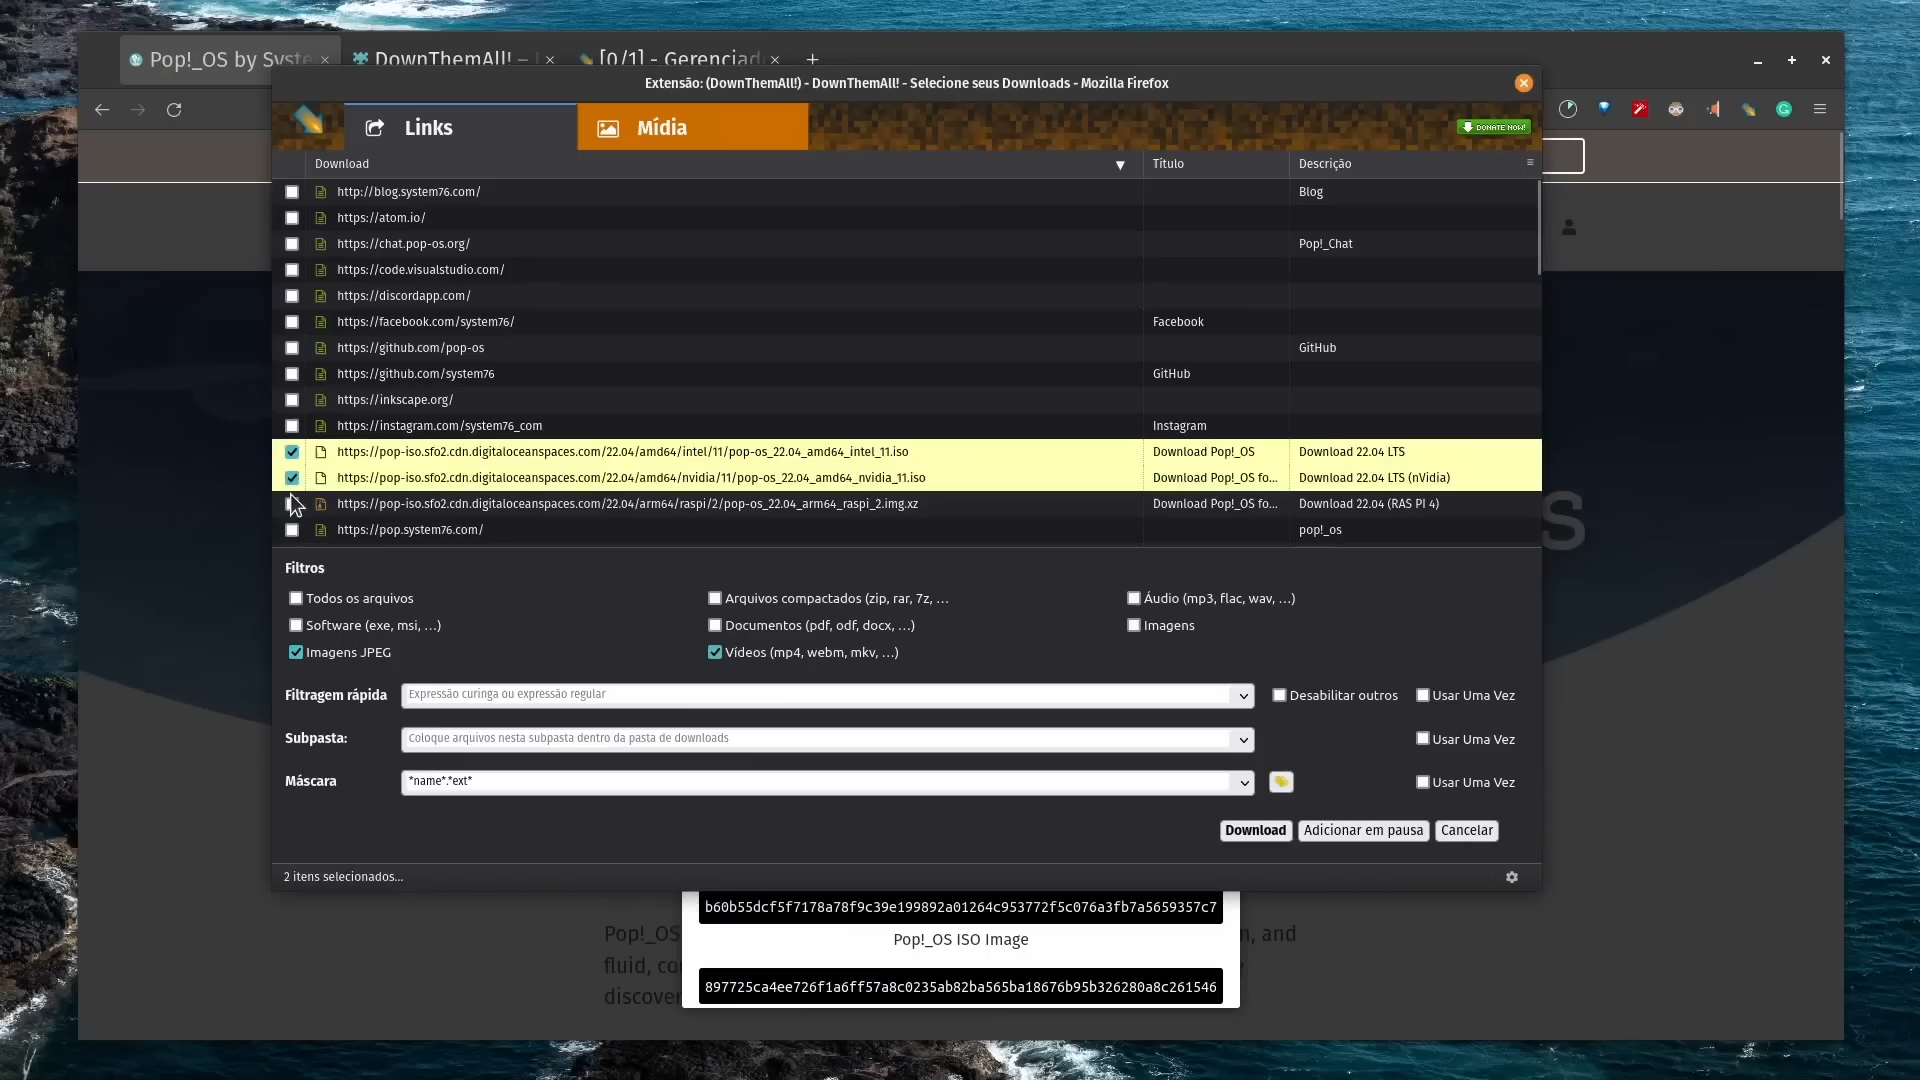 Pop!_OS by Syste
DownThemAll! –
[0/1] - Gerenciad
Extensão: (DownThemAll!) - DownThemAll! - Selecione seus Downloads - Mozilla Firefox
Links
Mídia
DONATE NOW!
Download Título Descrição
http://blog.system76.com/ Blog
https://atom.io/
https://chat.pop-os.org/ Pop!_Chat
https://code.visualstudio.com/
https://discordapp.com/
https://facebook.com/system76/ Facebook
https://github.com/pop-os GitHub
https://github.com/system76 GitHub
https://inkscape.org/
https://instagram.com/system76_com Instagram
https://pop-iso.sfo2.cdn.digitaloceanspaces.com/22.04/amd64/intel/11/pop-os_22.04_amd64_intel_11.iso Download Pop!_OS Download 22.04 LTS
https://pop-iso.sfo2.cdn.digitaloceanspaces.com/22.04/amd64/nvidia/11/pop-os_22.04_amd64_nvidia_11.iso Download Pop!_OS fo... Download 22.04 LTS (nVidia)
https://pop-iso.sfo2.cdn.digitaloceanspaces.com/22.04/arm64/raspi/2/pop-os_22.04_arm64_raspi_2.img.xz Download Pop!_OS fo... Download 22.04 (RAS PI 4)
https://pop.system76.com/ pop!_os
S
Filtros
Todos os arquivos Arquivos compactados (zip, rar, 7z, … Áudio (mp3, flac, wav, …)
Software (exe, msi, …) Documentos (pdf, odf, docx, …) Imagens
Imagens JPEG Vídeos (mp4, webm, mkv, …)
Filtragem rápida Expressão curinga ou expressão regular Desabilitar outros Usar Uma Vez
Subpasta: Coloque arquivos nesta subpasta dentro da pasta de downloads Usar Uma Vez
Máscara *name*.*ext* Usar Uma Vez
Download Adicionar em pausa Cancelar
2 itens selecionados...
b60b55dcf5f7178a78f9c39e199892a01264c953772f5c076a3fb7a5659357c7
Pop!_OS n, and
Pop!_OS ISO Image
fluid, co
897725ca4ee726f1a6ff57a8c0235ab82ba565ba18676b95b326280a8c261546
discover